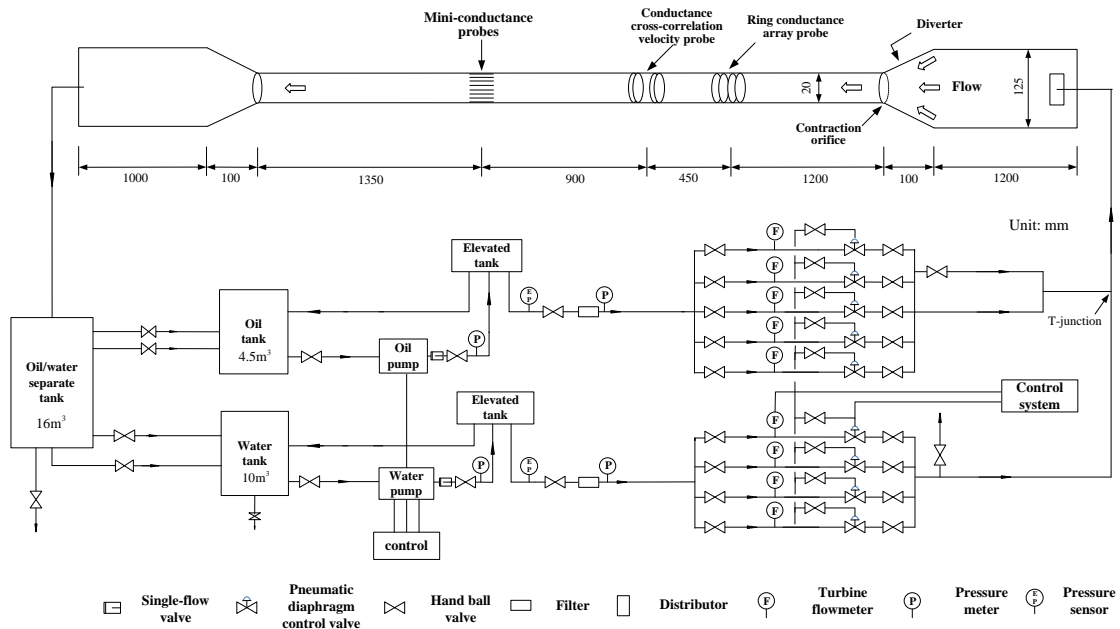 Mini-conductance
probes
Conductance
cross-correlation
velocity probe
Ring conductance
array probe
Diverter
Flow
20
125
Contraction
orifice
1000
100
1350
900
450
1200
100
1200
Unit: mm
Elevated
tank
F
F
F
F
F
E
P
P
T-junction
Oil
tank
4.5m³
Oil pump
P
Oil/water
separate
tank
16m³
Control
system
Elevated
tank
F
F
F
F
E
P
P
Water
tank
10m³
Water
pump
P
control
Single-flow
valve
Pneumatic
diaphragm
control valve
Hand ball
valve
Filter
Distributor
F
Turbine
flowmeter
P
Pressure
meter
E
P
Pressure
sensor